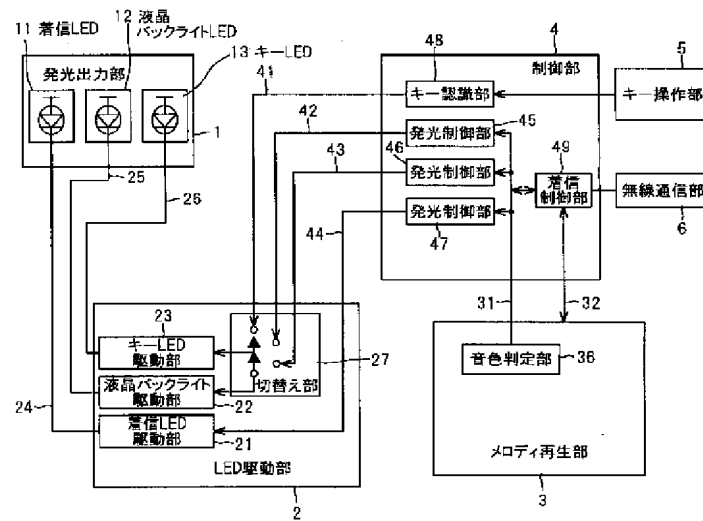 12 液晶
バックライトLED
11 着信LED
13 キーLED
発光出力部
1
41
48
4
制御部
5
キー認識部
キー操作部
42
45
発光制御部
25
43
46
49
発光制御部
着信
制御部
無線通信部
26
44
発光制御部
47
6
31
32
23
キーLED
駆動部
27
音色判定部
36
24
液晶バックライト
駆動部
22
切替え部
着信LED
駆動部
21
メロディ再生部
LED駆動部
2
3